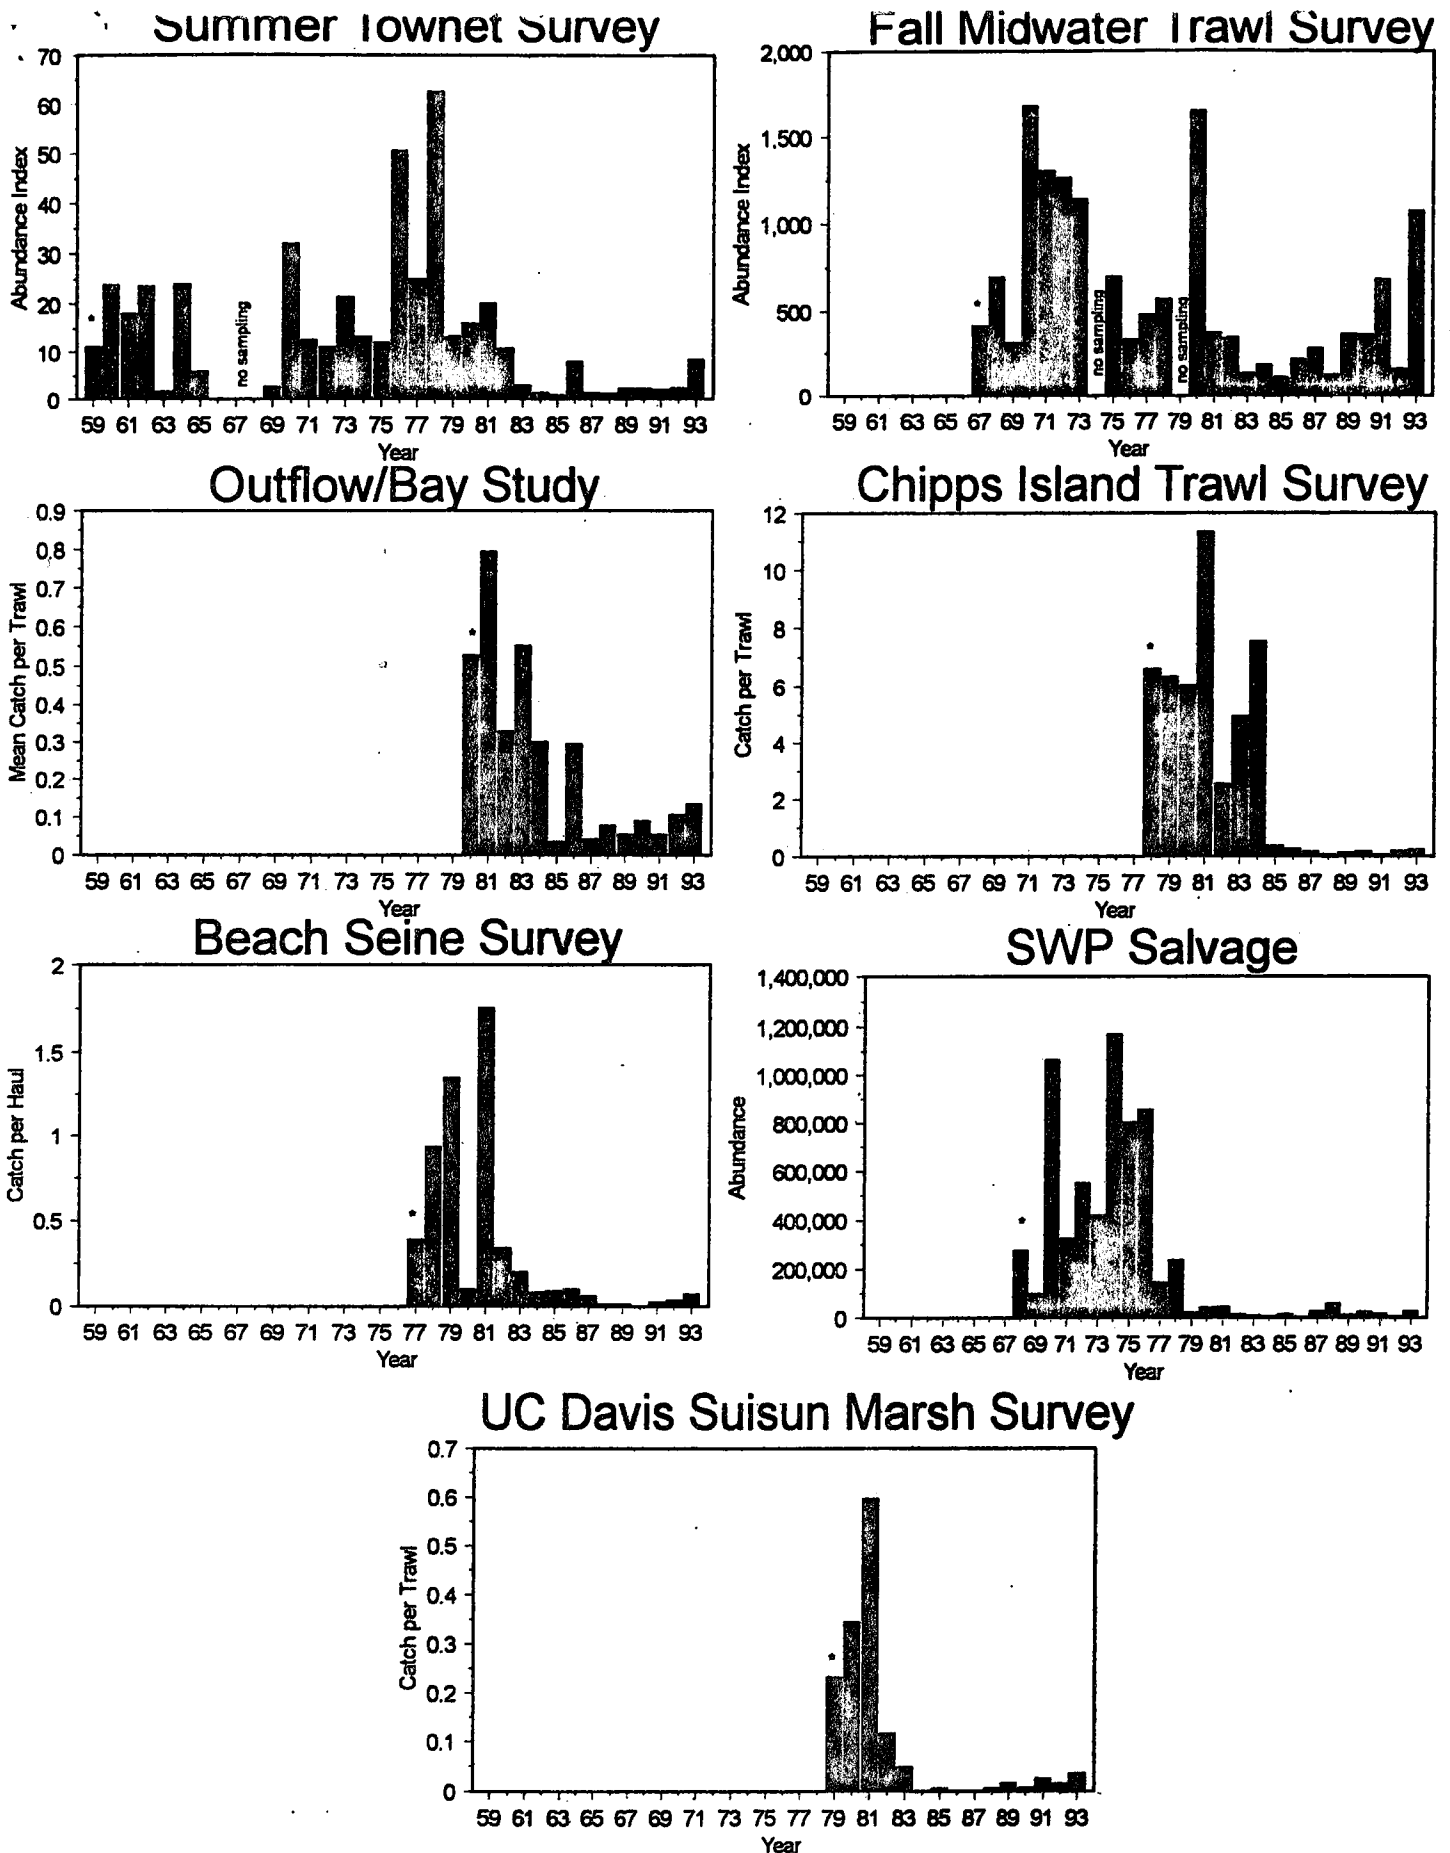 Summer Townet Survey
70
60
50
40
30
20
10
0
Abundance Index
*
no sampling
59 61 63 65 67 69 71 73 75 77 79 81 83 85 87 89 91 93
Year
Fall Midwater Trawl Survey
2,000
1,500
1,000
500
0
Abundance Index
*
no sampling
no sampling
59 61 63 65 67 69 71 73 75 77 79 81 83 85 87 89 91 93
Year
Outflow/Bay Study
0.9
0.8
0.7
0.6
0.5
0.4
0.3
0.2
0.1
0
Mean Catch per Trawl
*
59 61 63 65 67 69 71 73 75 77 79 81 83 85 87 89 91 93
Year
Chipps Island Trawl Survey
12
10
8
6
4
2
0
Catch per Trawl
*
59 61 63 65 67 69 71 73 75 77 79 81 83 85 87 89 91 93
Year
Beach Seine Survey
2
1.5
1
0.5
0
Catch per Haul
*
59 61 63 65 67 69 71 73 75 77 79 81 83 85 87 89 91 93
Year
SWP Salvage
1,400,000
1,200,000
1,000,000
800,000
600,000
400,000
200,000
0
Abundance
*
59 61 63 65 67 69 71 73 75 77 79 81 83 85 87 89 91 93
Year
UC Davis Suisun Marsh Survey
0.7
0.6
0.5
0.4
0.3
0.2
0.1
0
Catch per Trawl
*
59 61 63 65 67 69 71 73 75 77 79 81 83 85 87 89 91 93
Year